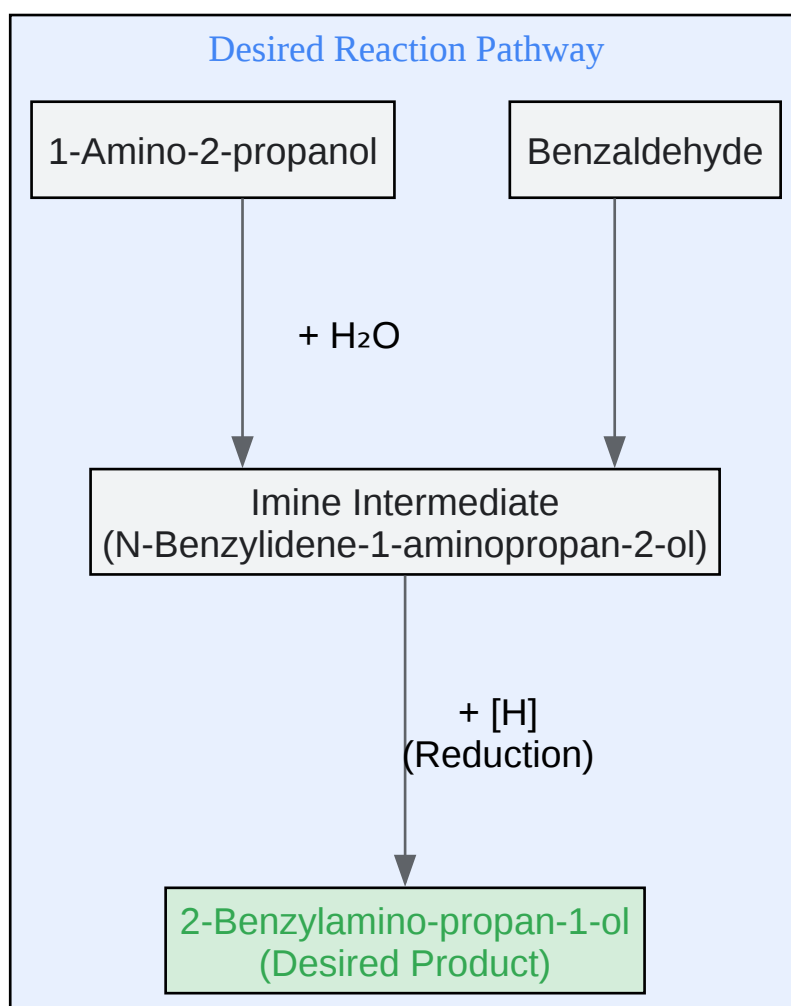 Desired Reaction Pathway
1-Amino-2-propanol
Benzaldehyde
+ H₂O
Imine Intermediate
(N-Benzylidene-1-aminopropan-2-ol)
+ [H]
(Reduction)
2-Benzylamino-propan-1-ol
(Desired Product)